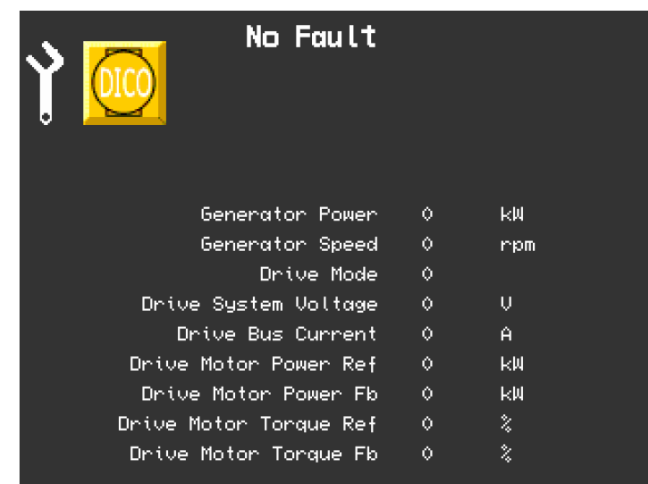 No Fault
DICO
Generator Power 0 kW
Generator Speed 0 rpm
Drive Mode 0
Drive System Voltage 0 V
Drive Bus Current 0 A
Drive Motor Power Ref 0 kW
Drive Motor Power Fb 0 kW
Drive Motor Torque Ref 0 %
Drive Motor Torque Fb 0 %